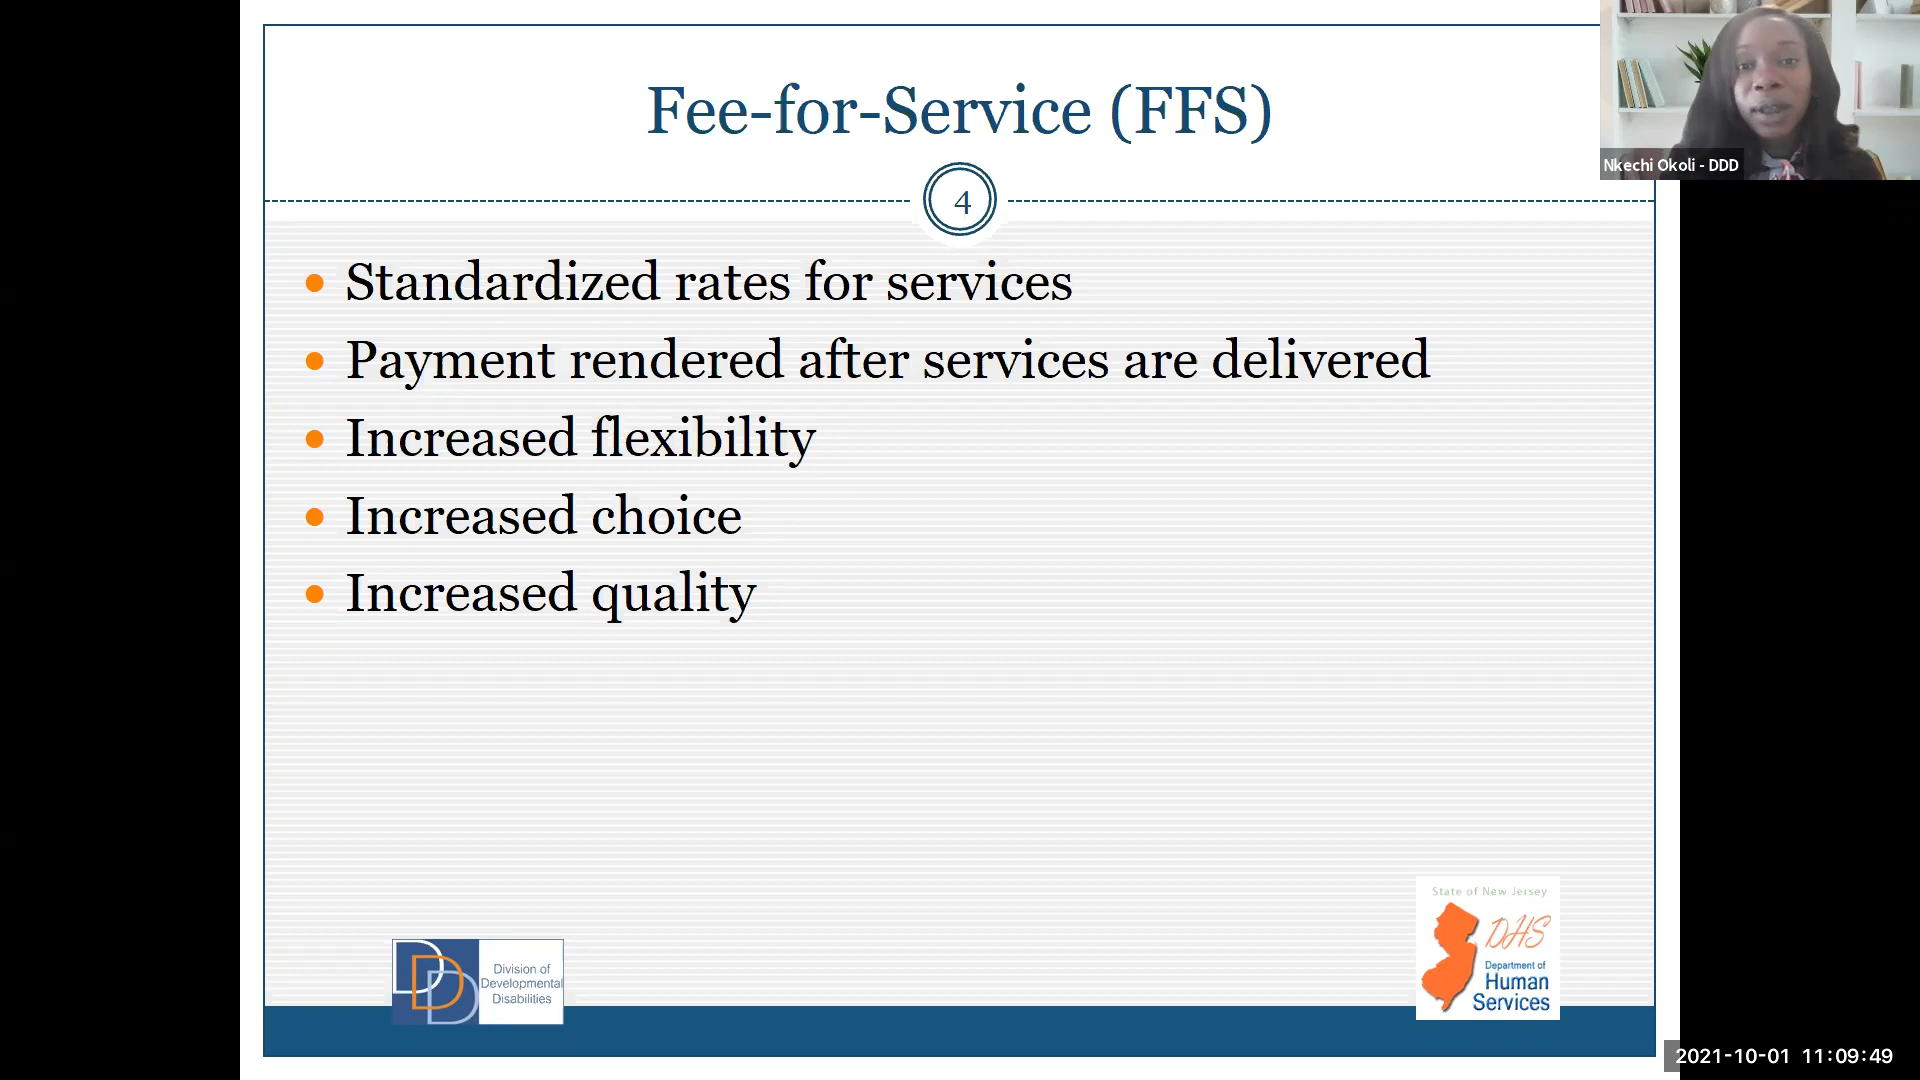 Fee-for-Service (FFS)
Nkechi Okoli - DDD
4
• Standardized rates for services
• Payment rendered after services are delivered
• Increased flexibility
• Increased choice
• Increased quality
DDD
Division of
Developmental
Disabilities
State of New Jersey
DHS
Department of
Human
Services
2021-10-01 11:09:49